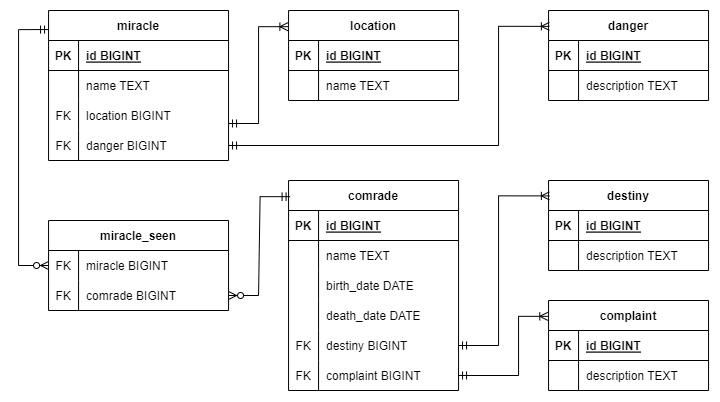 miracle
PK id BIGINT
name TEXT
FK location BIGINT
FK danger BIGINT
location
PK id BIGINT
name TEXT
danger
PK id BIGINT
description TEXT
miracle_seen
FK miracle BIGINT
FK comrade BIGINT
comrade
PK id BIGINT
name TEXT
birth_date DATE
death_date DATE
FK destiny BIGINT
FK complaint BIGINT
destiny
PK id BIGINT
description TEXT
complaint
PK id BIGINT
description TEXT